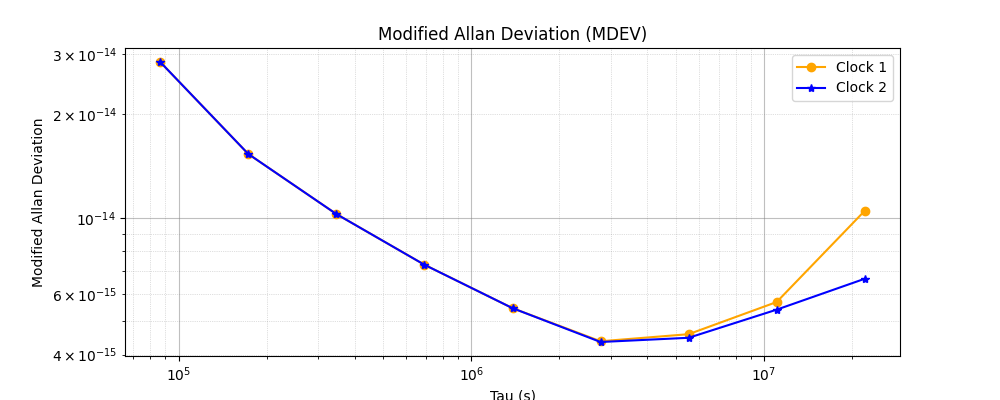 Modified Allan Deviation (MDEV)
3 × 10⁻¹⁴
2 × 10⁻¹⁴
10⁻¹⁴
6 × 10⁻¹⁵
4 × 10⁻¹⁵
Modified Allan Deviation
Clock 1
Clock 2
10⁵ 10⁶ 10⁷
Tau (s)